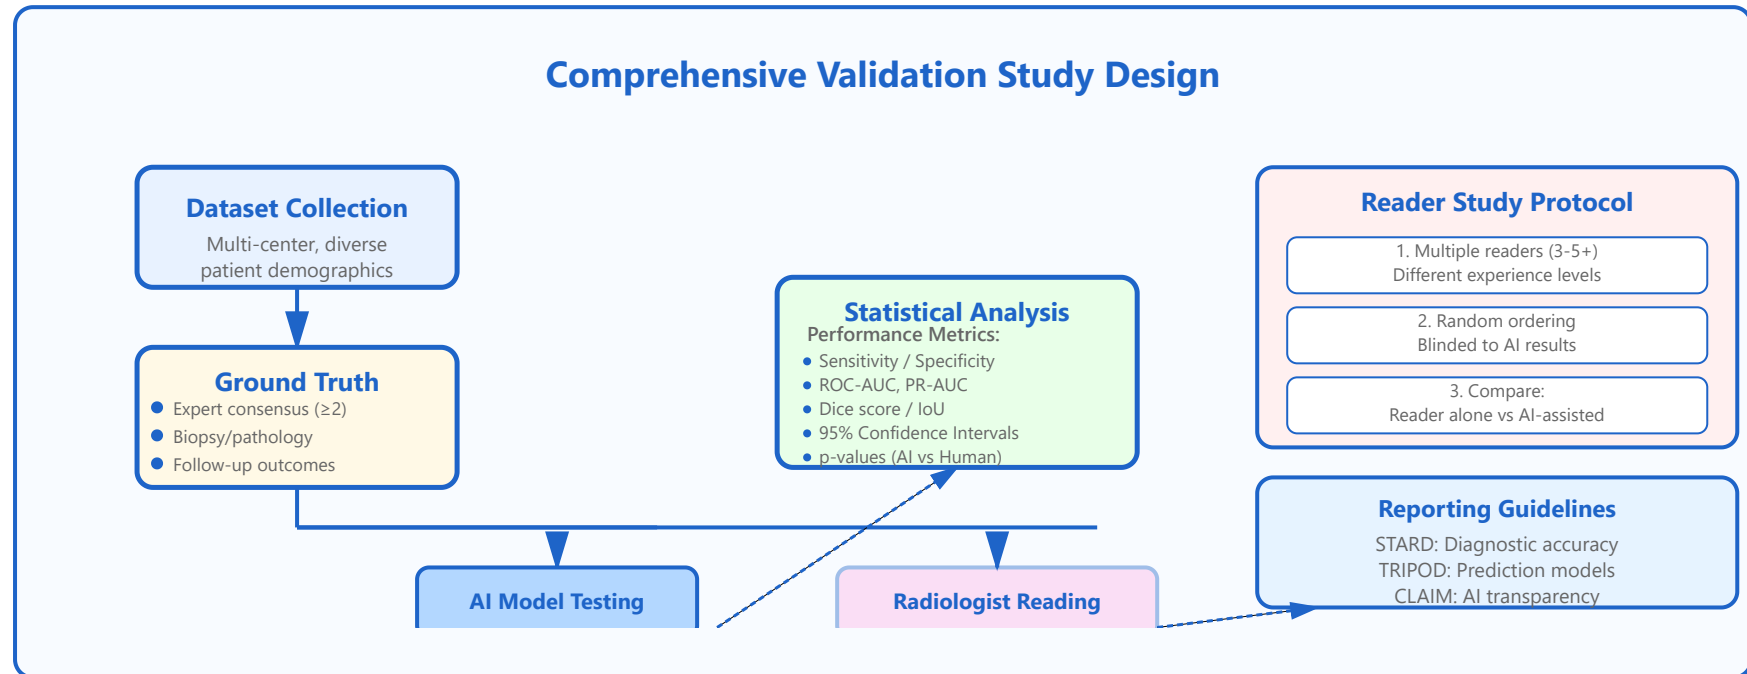 Comprehensive Validation Study Design
Dataset Collection
Multi-center, diverse
patient demographics
Ground Truth
Expert consensus (≥2)
Biopsy/pathology
Follow-up outcomes
AI Model Testing
Statistical Analysis
Performance Metrics:
Sensitivity / Specificity
ROC-AUC, PR-AUC
Dice score / IoU
95% Confidence Intervals
p-values (AI vs Human)
Radiologist Reading
Reader Study Protocol
1. Multiple readers (3-5+)
Different experience levels
2. Random ordering
Blinded to AI results
3. Compare:
Reader alone vs AI-assisted
Reporting Guidelines
STARD: Diagnostic accuracy
TRIPOD: Prediction models
CLAIM: AI transparency